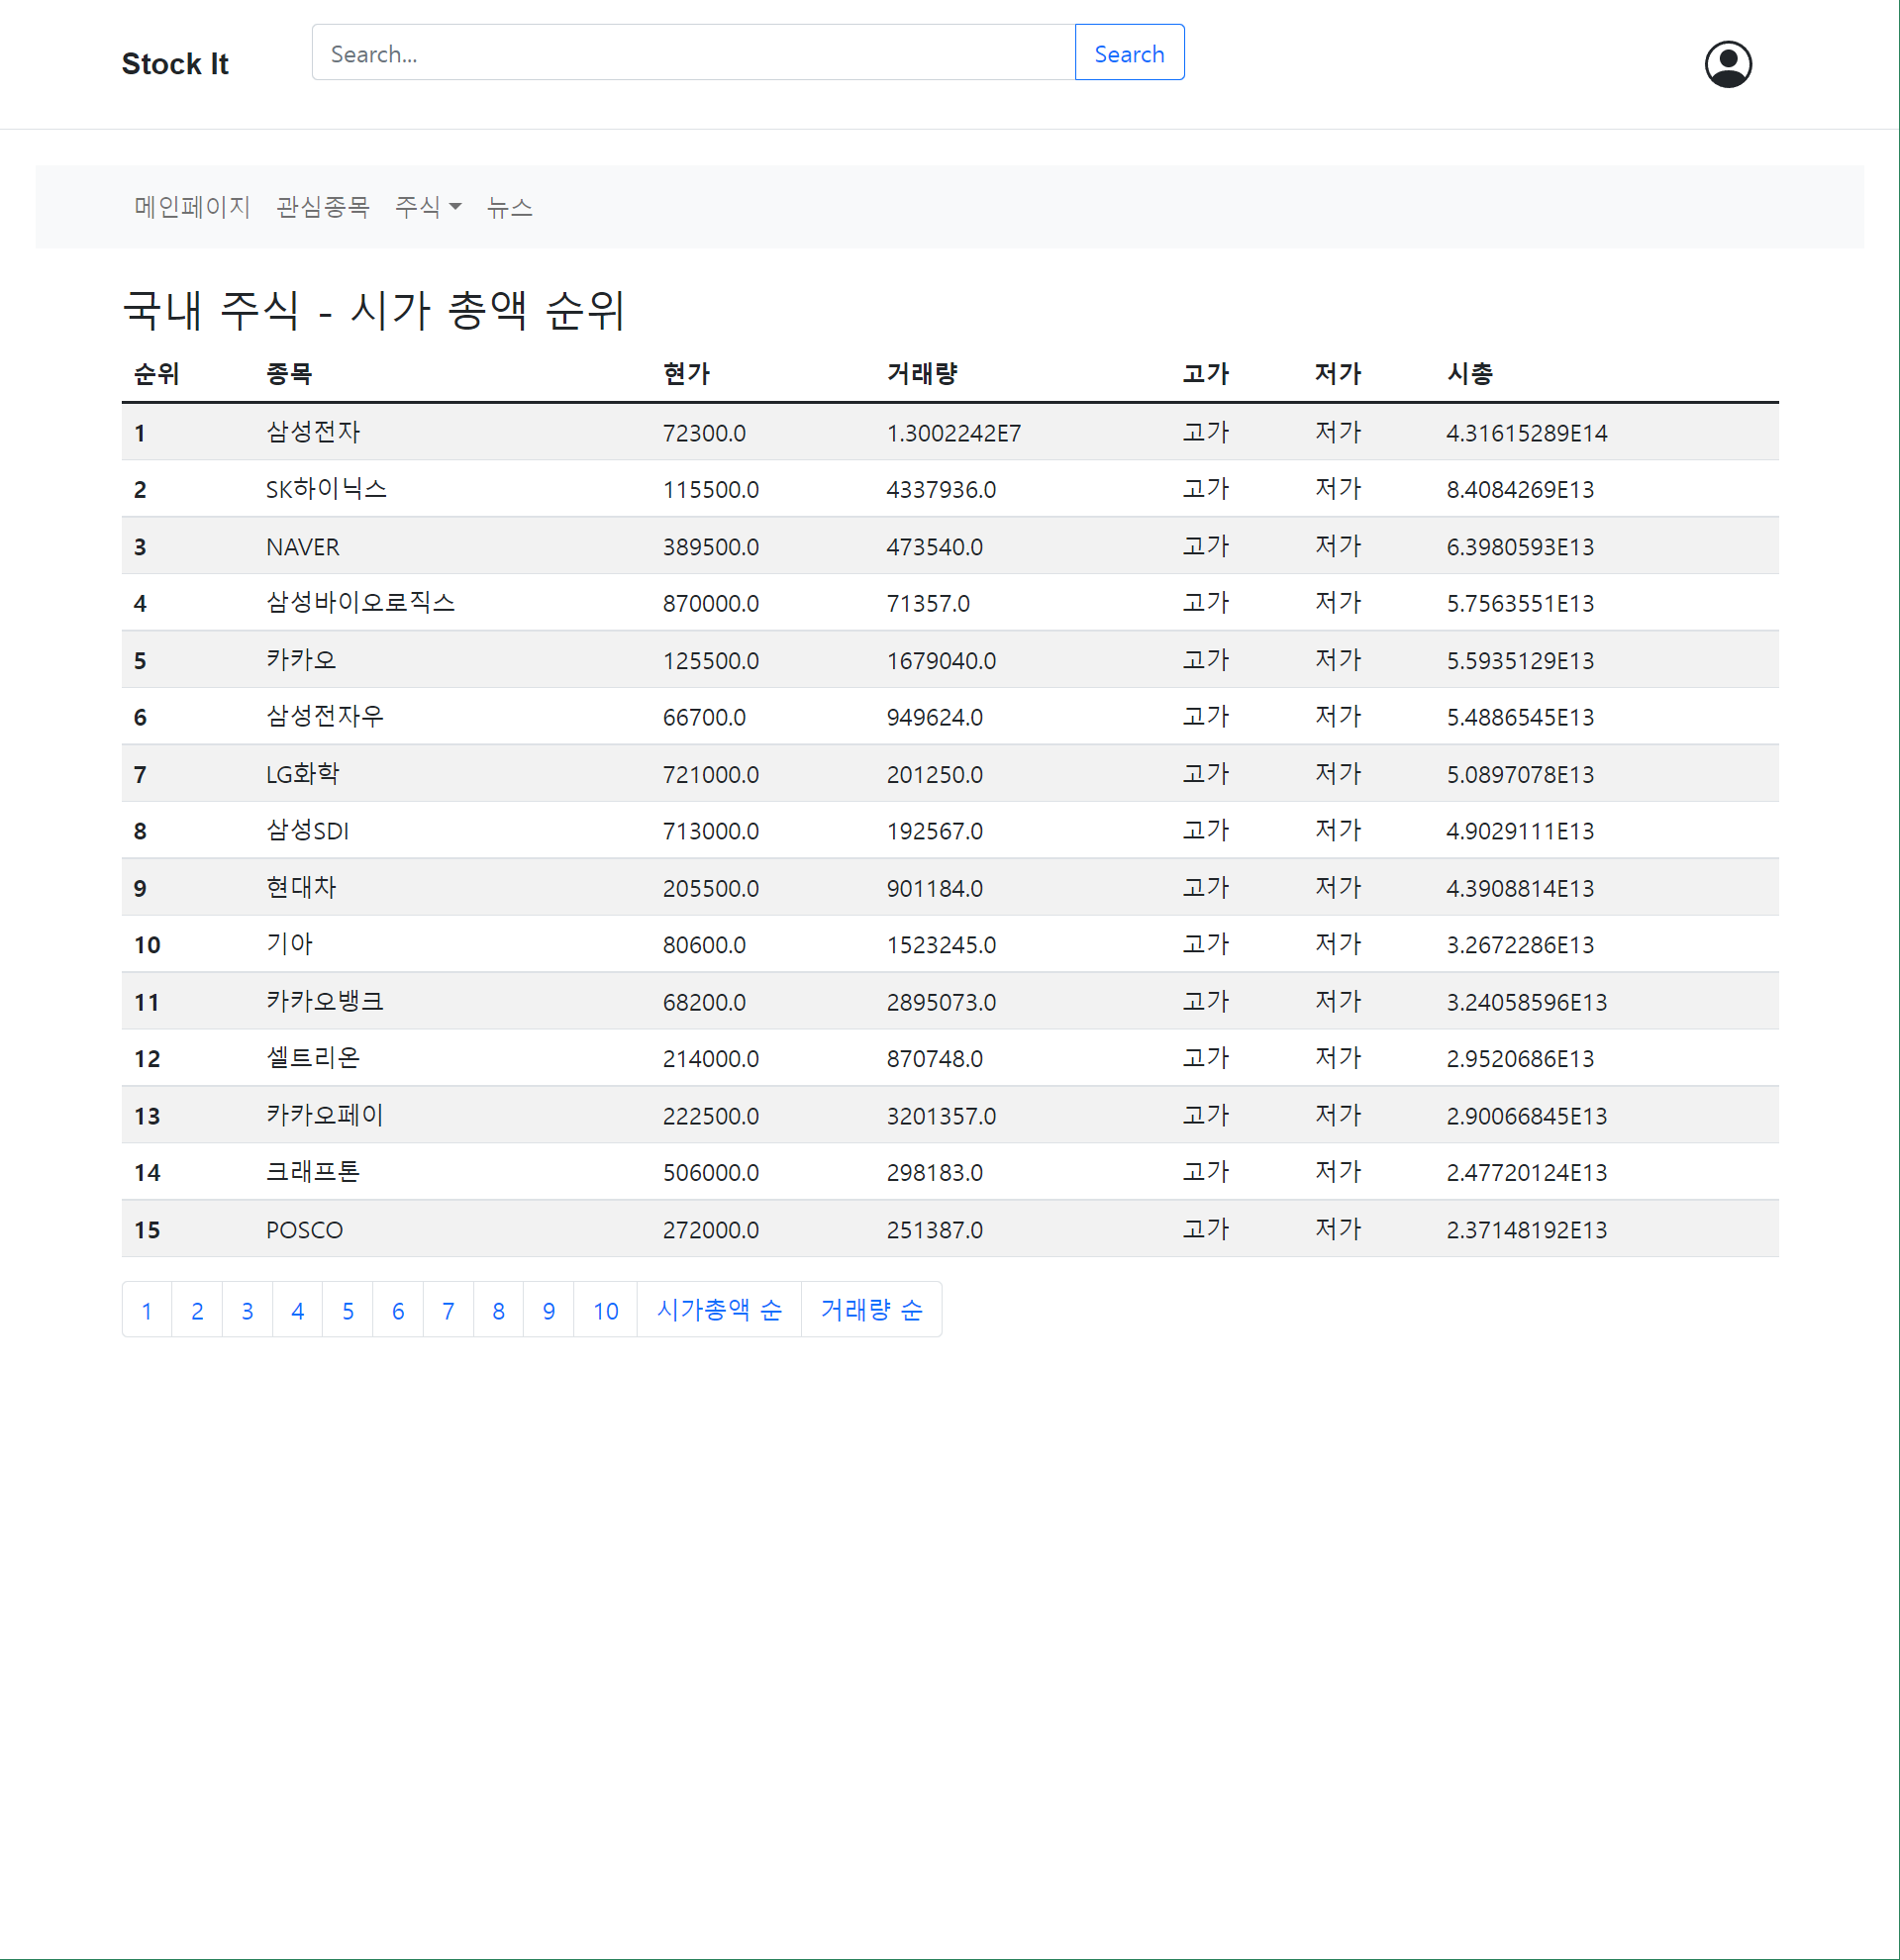 Stock It Search... Search
메인페이지 관심종목 주식 뉴스
국내 주식 - 시가 총액 순위
순위 종목 현가 거래량 고가 저가 시총
1 삼성전자 72300.0 1.3002242E7 고가 저가 4.31615289E14
2 SK하이닉스 115500.0 4337936.0 고가 저가 8.4084269E13
3 NAVER 389500.0 473540.0 고가 저가 6.3980593E13
4 삼성바이오로직스 870000.0 71357.0 고가 저가 5.7563551E13
5 카카오 125500.0 1679040.0 고가 저가 5.5935129E13
6 삼성전자우 66700.0 949624.0 고가 저가 5.4886545E13
7 LG화학 721000.0 201250.0 고가 저가 5.0897078E13
8 삼성SDI 713000.0 192567.0 고가 저가 4.9029111E13
9 현대차 205500.0 901184.0 고가 저가 4.3908814E13
10 기아 80600.0 1523245.0 고가 저가 3.2672286E13
11 카카오뱅크 68200.0 2895073.0 고가 저가 3.24058596E13
12 셀트리온 214000.0 870748.0 고가 저가 2.9520686E13
13 카카오페이 222500.0 3201357.0 고가 저가 2.90066845E13
14 크래프톤 506000.0 298183.0 고가 저가 2.47720124E13
15 POSCO 272000.0 251387.0 고가 저가 2.37148192E13
1 2 3 4 5 6 7 8 9 10 시가총액 순 거래량 순